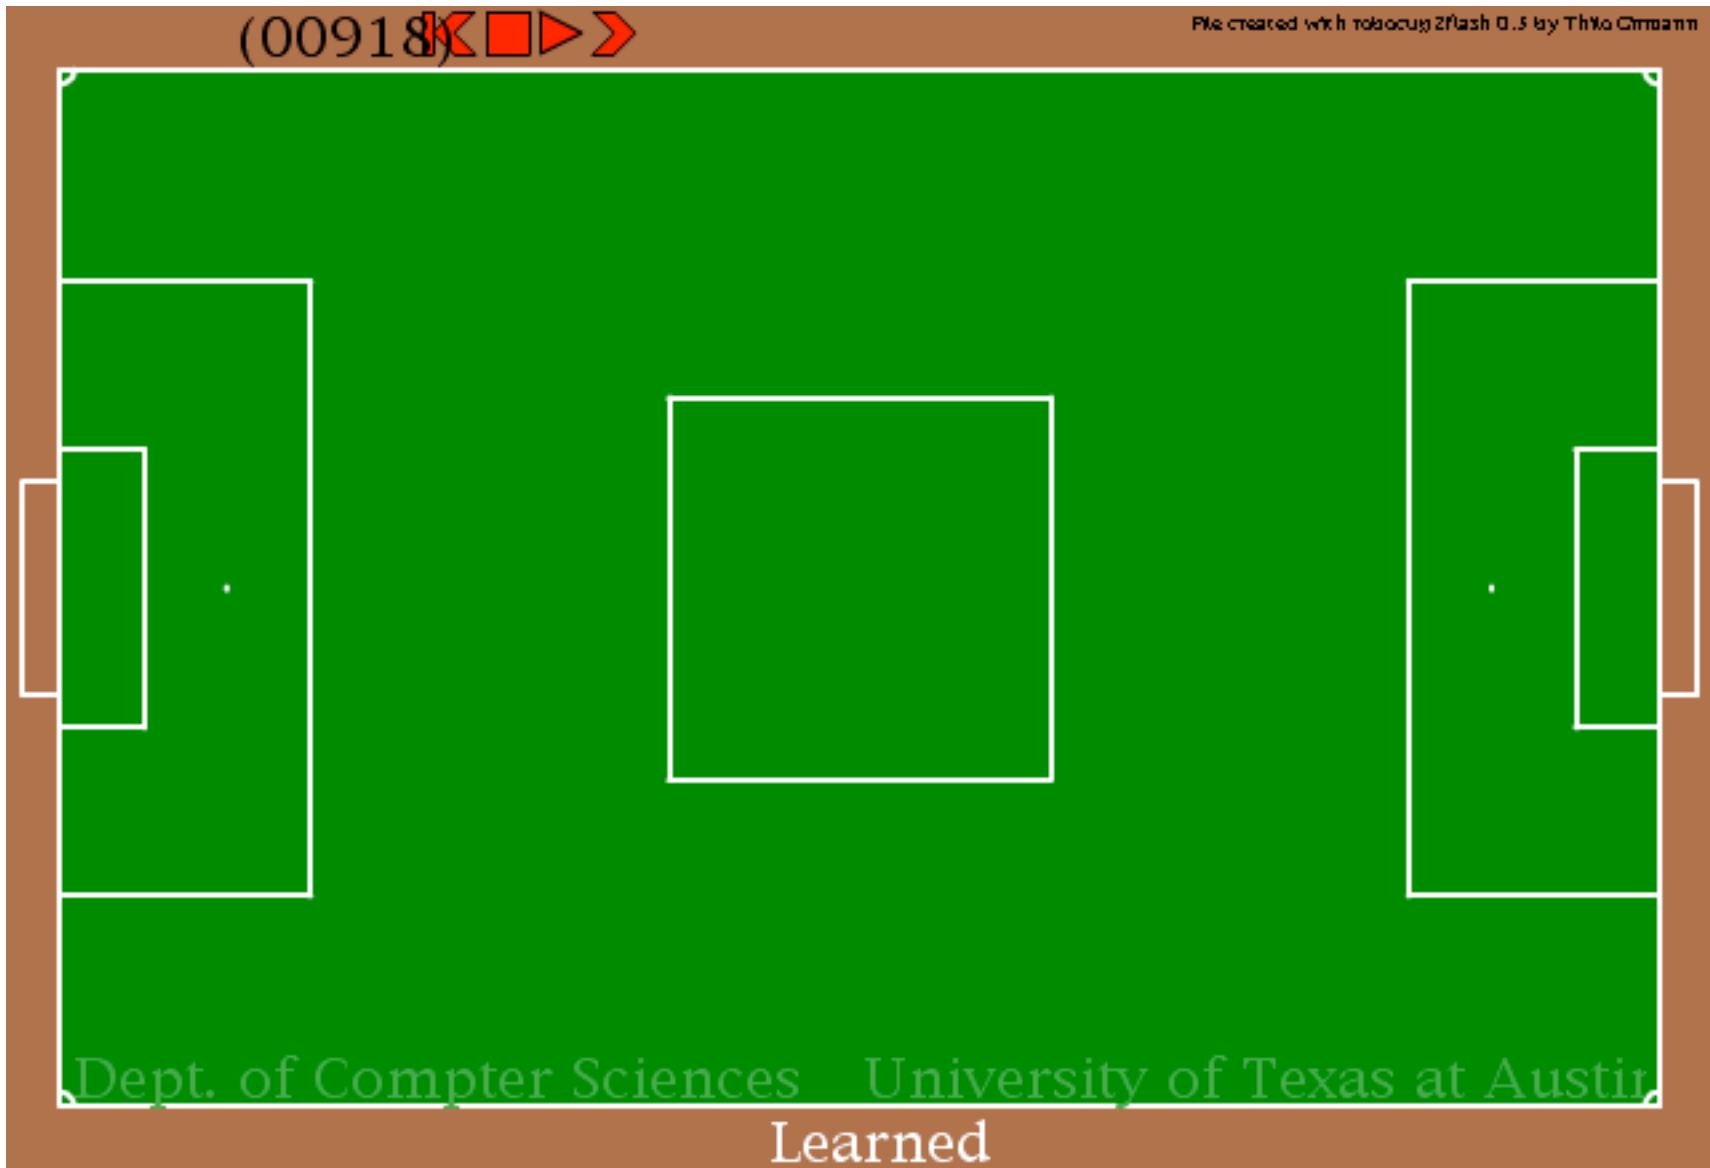 (00918)
File created with robocup2flash 0.5 by Thilo Girmann
Dept. of Compter Sciences University of Texas at Austin
Learned